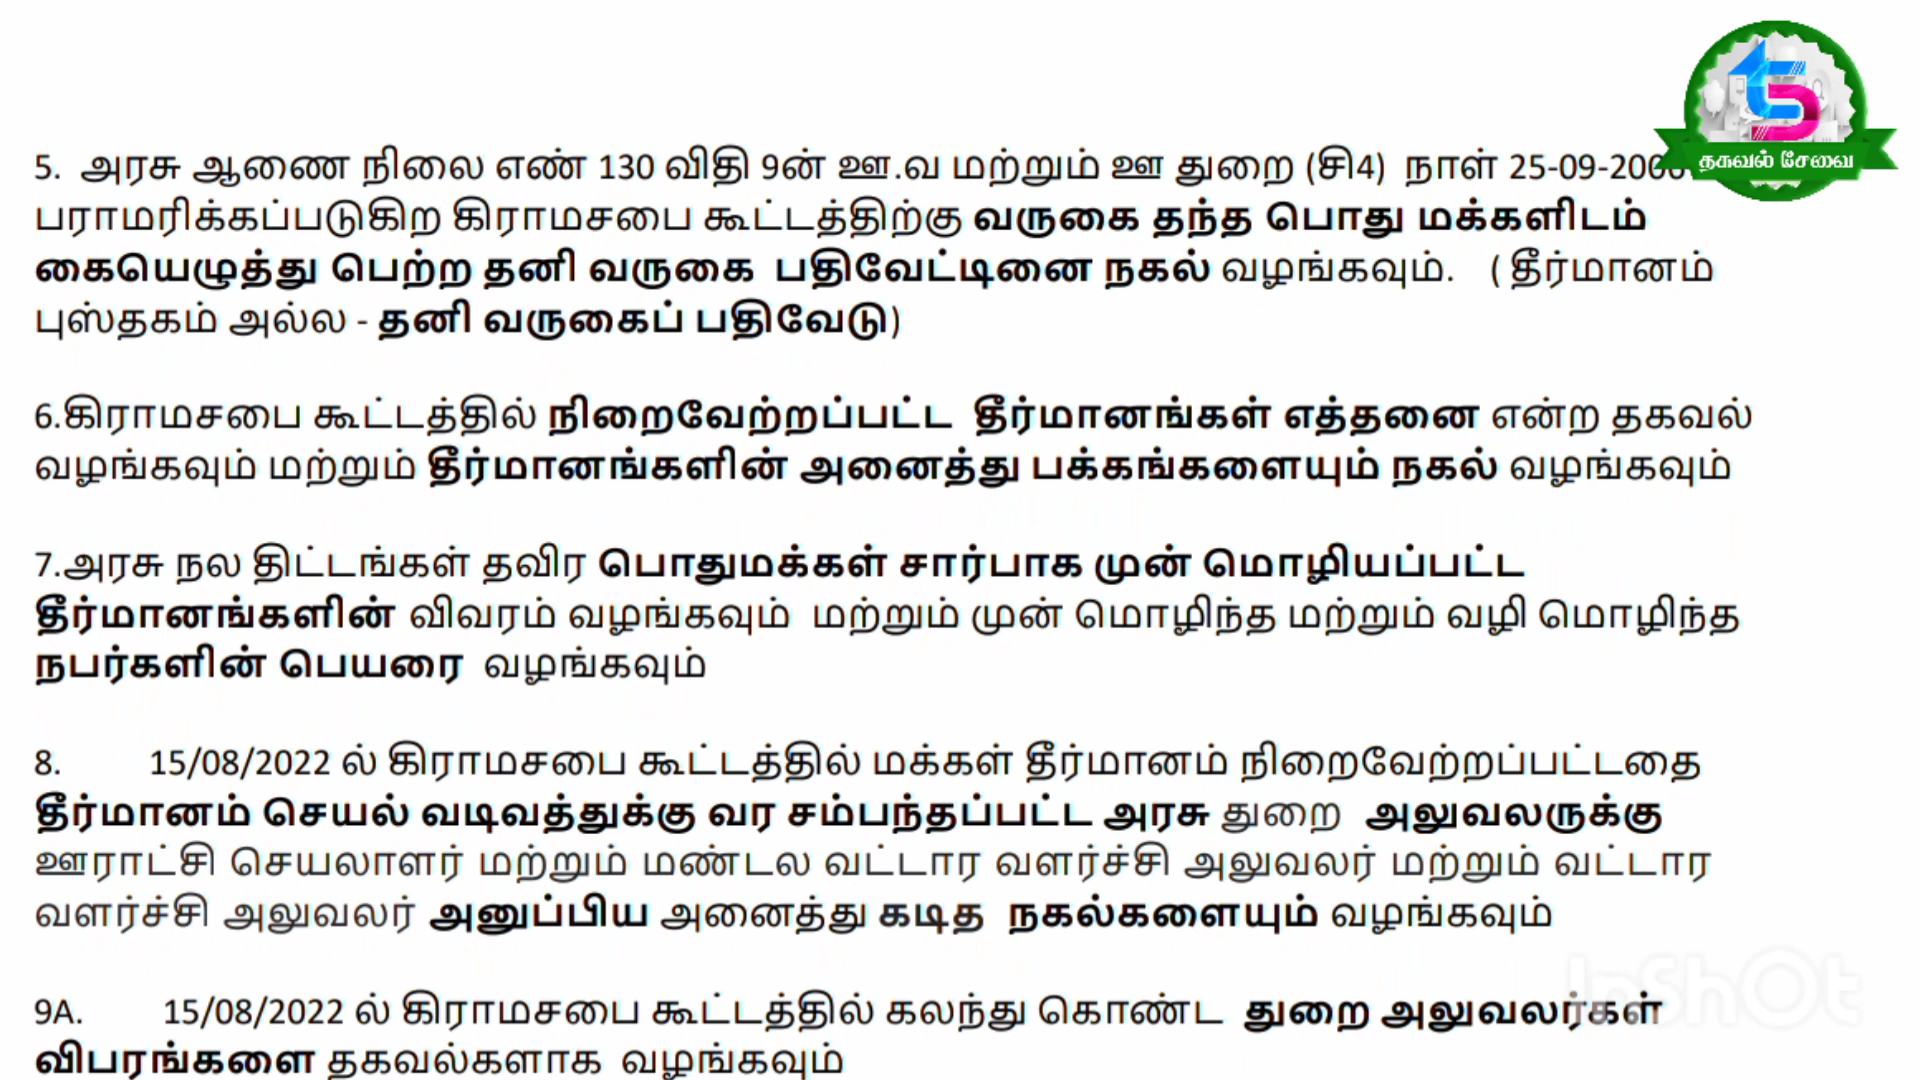 5. அரசு ஆணை நிலை எண் 130 விதி 9ன் ஊ.வ மற்றும் ஊ துறை (சி4) நாள்
தகவல் சேவை
பராமரிக்கப்படுகிற கிராமசபை கூட்டத்திற்கு வருகை தந்த பொது மக்களிடம்
கையெழுத்து பெற்ற தனி வருகை பதிவேட்டினை நகல் வழங்கவும். ( தீர்மானம்
புஸ்தகம் அல்ல - தனி வருகைப் பதிவேடு)
6.கிராமசபை கூட்டத்தில் நிறைவேற்றப்பட்ட தீர்மானங்கள் எத்தனை என்ற தகவல்
வழங்கவும் மற்றும் தீர்மானங்களின் அனைத்து பக்கங்களையும் நகல் வழங்கவும்
7.அரசு நல திட்டங்கள் தவிர பொதுமக்கள் சார்பாக முன் மொழியப்பட்ட
தீர்மானங்களின் விவரம் வழங்கவும் மற்றும் முன் மொழிந்த மற்றும் வழி மொழிந்த
நபர்களின் பெயரை வழங்கவும்
8. 15/08/2022 ல் கிராமசபை கூட்டத்தில் மக்கள் தீர்மானம் நிறைவேற்றப்பட்டதை
தீர்மானம் செயல் வடிவத்துக்கு வர சம்பந்தப்பட்ட அரசு துறை அலுவலருக்கு
ஊராட்சி செயலாளர் மற்றும் மண்டல வட்டார வளர்ச்சி அலுவலர் மற்றும் வட்டார
வளர்ச்சி அலுவலர் அனுப்பிய அனைத்து கடித நகல்களையும் வழங்கவும்
9A. 15/08/2022 ல் கிராமசபை கூட்டத்தில் கலந்து கொண்ட துறை அலுவலர்கள்
விபரங்களை தகவல்களாக வழங்கவும்
InShOt